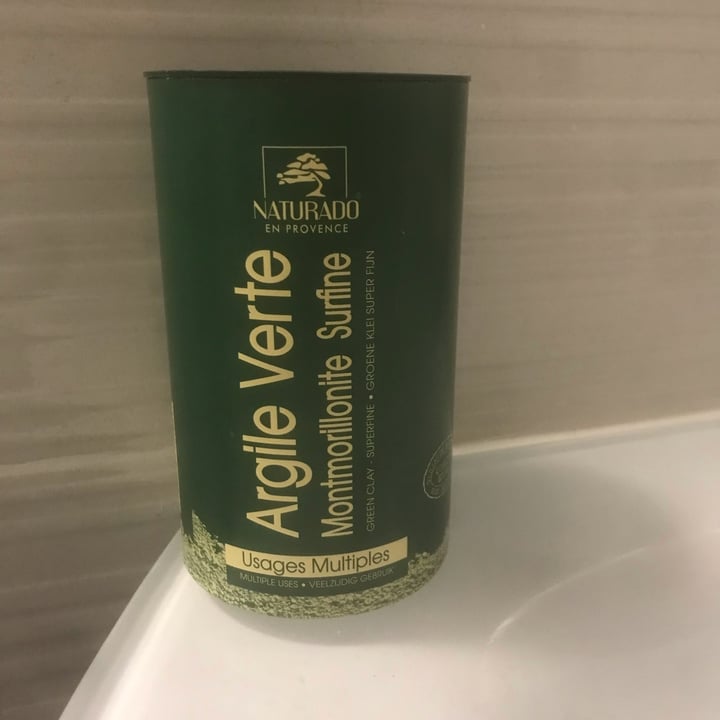 NATURADO
EN PROVENCE
Argile Verte
Montmorillonite Surfine
GREEN CLAY - SUPERFINE • GROENE KLEI SUPER FIJN
Usages Multiples
MULTIPLE USES • VEELZIJDIG GEBRUIK